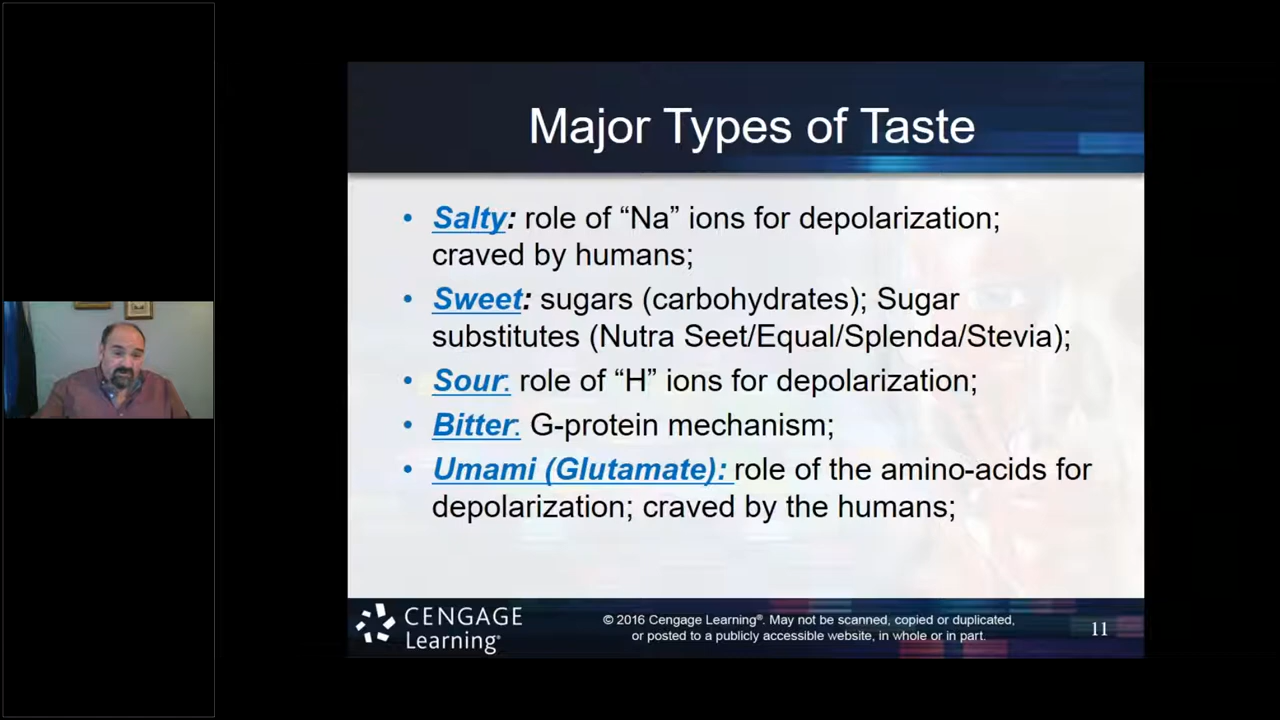 Major Types of Taste
• Salty: role of “Na” ions for depolarization;
craved by humans;
• Sweet: sugars (carbohydrates); Sugar
substitutes (Nutra Seet/Equal/Splenda/Stevia);
• Sour: role of “H” ions for depolarization;
• Bitter: G-protein mechanism;
• Umami (Glutamate): role of the amino-acids for
depolarization; craved by the humans;
CENGAGE
Learning®
© 2016 Cengage Learning®. May not be scanned, copied or duplicated,
or posted to a publicly accessible website, in whole or in part.
11